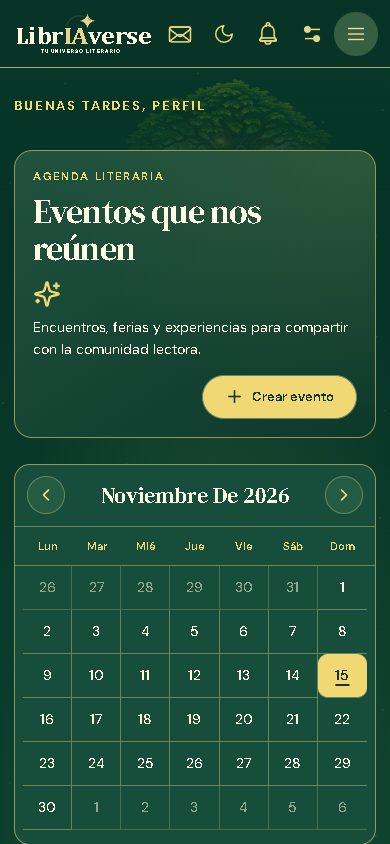 LibrIAverse
TU UNIVERSO LITERARIO
BUENAS TARDES, PERFIL
AGENDA LITERARIA
Eventos que nos
reúnen
Encuentros, ferias y experiencias para compartir
con la comunidad lectora.
Crear evento
Noviembre De 2026
Lun Mar Mié Jue Vie Sáb Dom
26 27 28 29 30 31 1
2 3 4 5 6 7 8
9 10 11 12 13 14 15
16 17 18 19 20 21 22
23 24 25 26 27 28 29
30 1 2 3 4 5 6